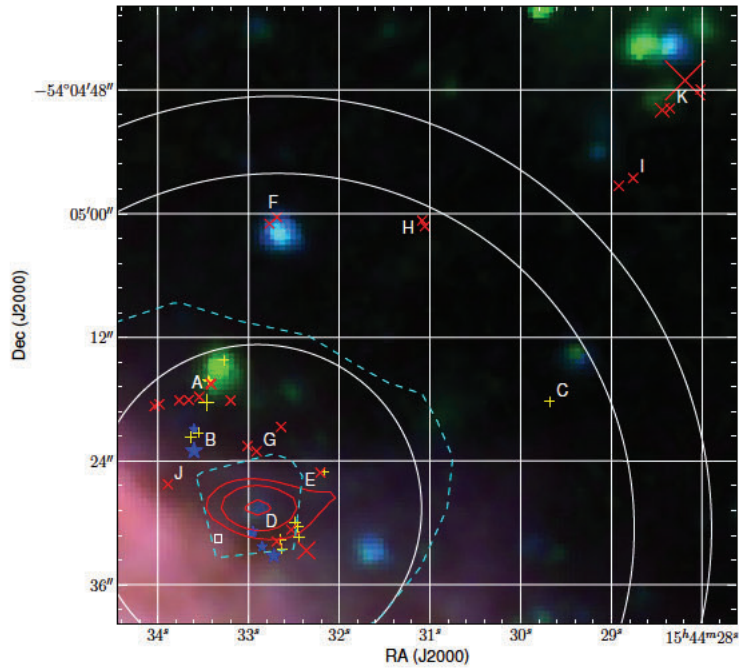 −54°04′48″
K
I
05′00″
F
H
12″
A
C
B
G
24″
J
E
D
36″
34ˢ 33ˢ 32ˢ 31ˢ 30ˢ 29ˢ 15ʰ44ᵐ28ˢ
RA (J2000)
Dec (J2000)